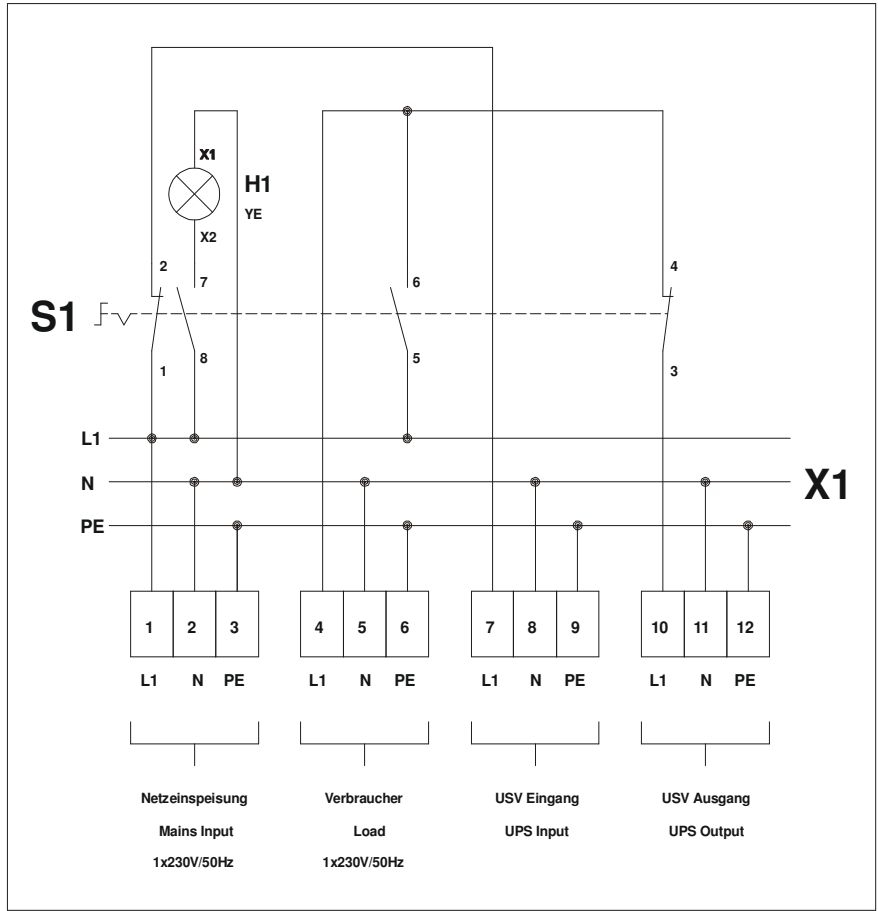 X1
H1
YE
X2
2
7
6
4
S1
1
8
5
3
L1
N
X1
PE
1 2 3 4 5 6 7 8 9 10 11 12
L1 N PE L1 N PE L1 N PE L1 N PE
Netzeinspeisung
Mains Input
1x230V/50Hz
Verbraucher
Load
1x230V/50Hz
USV Eingang
UPS Input
USV Ausgang
UPS Output